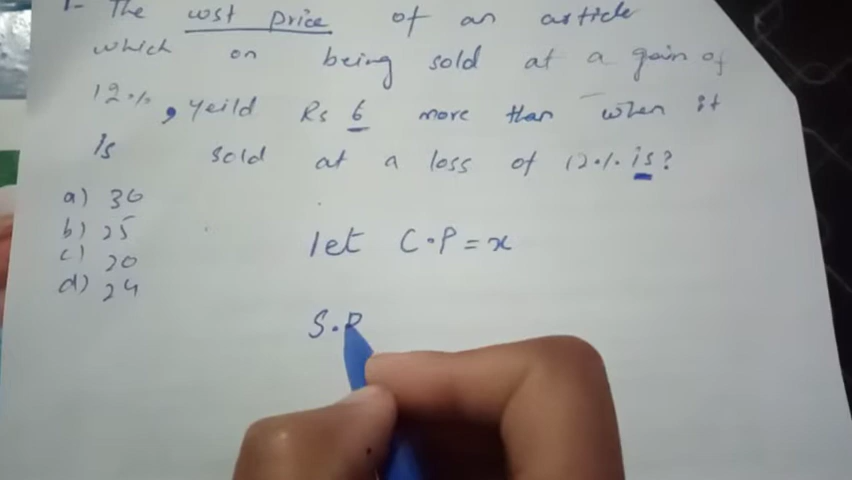 1- The cost price of an article
which on being sold at a gain of
12%, yeild Rs 6 more than when it
Is sold at a loss of 12% is?
a) 30
b) 25
c) 20
d) 24
let C.P = x
S.P